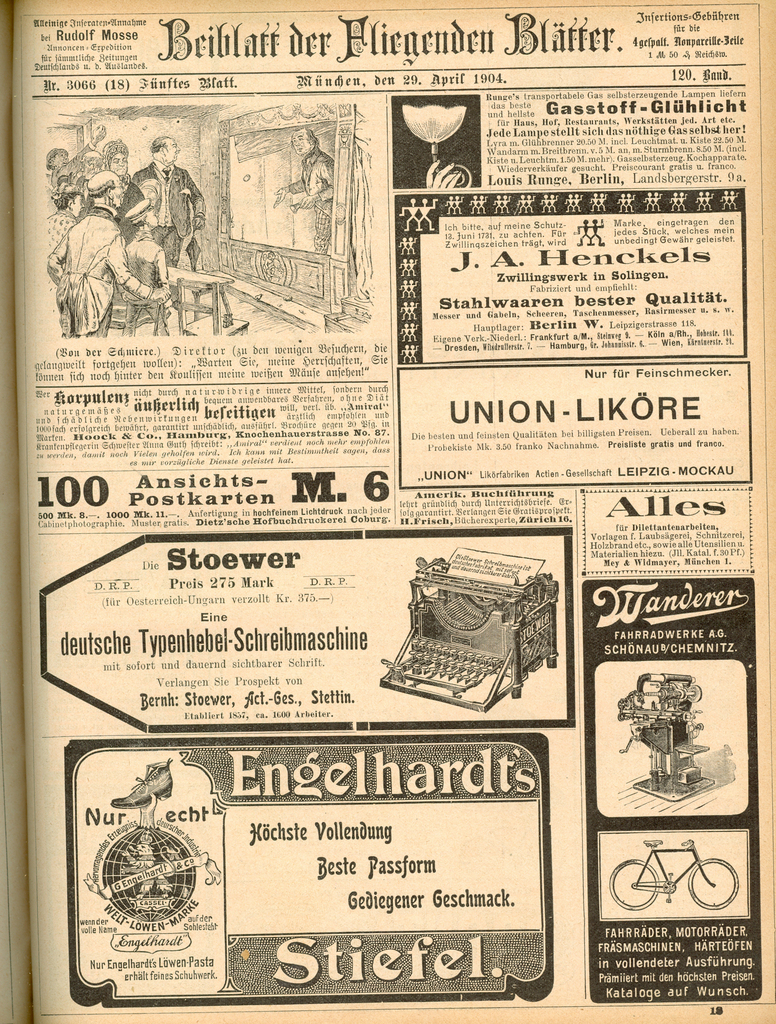 Alleinige Inseraten-Annahme
bei Rudolf Mosse
Annoncen-Expedition
für sämmtliche Zeitungen
Deutschlands u. d. Auslandes.
Beiblatt der Fliegenden Blätter.
Insertions-Gebühren
für die
4 gespalt. Nonpareille-Zeile
1 M. 50 ₰ Reichsw.
Nr. 3066 (18) Fünftes Blatt.
München, den 29. April 1904.
120. Band.
(Von der Schmiere.) Direktor (zu den wenigen Besuchern, die
gelangweilt fortgehen wollen): „Warten Sie, meine Herrschaften, Sie
können sich noch hinter den Koulissen meine weißen Mäuse ansehen!"
Wer Korpulenz nicht durch naturwidrige innere Mittel, sondern durch
naturgemäßes äußerlich bequem anwendbares Verfahren, ohne Diät
und schädliche Nebenwirkungen beseitigen will, verl. üb. „Amiral"
ärztlich empfohlen und
1000fach erfolgreich bewährt, garantirt unschädlich, ausführl. Brochüre gegen 20 Pfg. in
Marken. Hoock & Co., Hamburg, Knochenhauerstrasse No. 87.
Krankenpflegerin Schwester Anna Guth schreibt: „Amiral" verdient noch mehr empfohlen
zu werden, damit noch Vielen geholfen wird. Ich kann mit Bestimmtheit sagen, dass
es mir vorzügliche Dienste geleistet hat.
100 Ansichts-
Postkarten M. 6
500 Mk. 8.—. 1000 Mk. 11.—. Anfertigung in hochfeinem Lichtdruck nach jeder
Cabinetphotographie. Muster gratis. Dietz'sche Hofbuchdruckerei Coburg.
Runge's transportabele Gas selbsterzeugende Lampen liefern
das beste
und hellste Gasstoff-Glühlicht
für Haus, Hof, Restaurants, Werkstätten jed. Art etc.
Jede Lampe stellt sich das nöthige Gas selbst her!
Lyra m. Glühbrenner 20.50 M. incl. Leuchtmat. u. Kiste 22.50 M.
Wandarm m. Breitbrenn. v. 5 M. an, m. Sturmbrenn. 8.50 M. (incl.
Kiste u. Leuchtm. 1.50 M. mehr). Gasselbsterzeug. Kochapparate.
Wiederverkäufer gesucht. Preiscourant gratis u. franco.
Louis Runge, Berlin, Landsbergerstr. 9a.
Ich bitte, auf meine Schutz- Marke, eingetragen den
13. Juni 1731, zu achten. Für jedes Stück, welches mein
Zwillingszeichen trägt, wird unbedingt Gewähr geleistet.
J. A. Henckels
Zwillingswerk in Solingen.
Fabriziert und empfiehlt:
Stahlwaaren bester Qualität.
Messer und Gabeln, Scheeren, Taschenmesser, Rasirmesser u. s. w.
Hauptlager: Berlin W. Leipzigerstrasse 118.
Eigene Verk.-Niederl.: Frankfurt a/M., Steinweg 9. — Köln a/Rh., Hohestr. 144.
— Dresden, Wilsdrufferstr. 7. — Hamburg, Gr. Johannisstr. 6. — Wien, Kärntnerstr. 24.
Nur für Feinschmecker.
UNION-LIKÖRE
Die besten und feinsten Qualitäten bei billigsten Preisen. Ueberall zu haben.
Probekiste Mk. 3.50 franko Nachnahme. Preisliste gratis und franco.
„UNION" Likörfabriken Actien-Gesellschaft LEIPZIG-MOCKAU
Amerik. Buchführung
lehrt gründlich durch Unterrichtsbriefe. Er-
folg garantirt. Verlangen Sie Gratisprospekt.
H. Frisch, Bücherexperte, Zürich 16.
Alles
für Dilettantenarbeiten,
Vorlagen f. Laubsägerei, Schnitzerei,
Holzbrand etc., sowie alle Utensilien u.
Materialien hiezu. (Jll. Katal. f. 30 Pf.)
Mey & Widmayer, München 1.
Die Stoewer
D.R.P. Preis 275 Mark D.R.P.
(für Oesterreich-Ungarn verzollt Kr. 375.—)
Eine
deutsche Typenhebel-Schreibmaschine
mit sofort und dauernd sichtbarer Schrift.
Verlangen Sie Prospekt von
Bernh: Stoewer, Act.-Ges., Stettin.
Etabliert 1857, ca. 1600 Arbeiter.
STOEWER
Wanderer
FAHRRADWERKE A.G.
SCHÖNAU B/CHEMNITZ.
FAHRRÄDER, MOTORRÄDER,
FRÄSMASCHINEN, HÄRTEÖFEN
in vollendeter Ausführung.
Prämiiert mit den höchsten Preisen.
Kataloge auf Wunsch.
Engelhardt's
Nur echt
Hervorragendes Erzeugniss deutscher Industrie
G. Engelhardt & Co
CASSEL
WELT-LÖWEN-MARKE
wenn der
volle Name
auf der
Sohle steht
„Engelhardt"
Nur Engelhardt's Löwen-Pasta
erhält feines Schuhwerk.
Höchste Vollendung
Beste Passform
Gediegener Geschmack.
Stiefel.
18